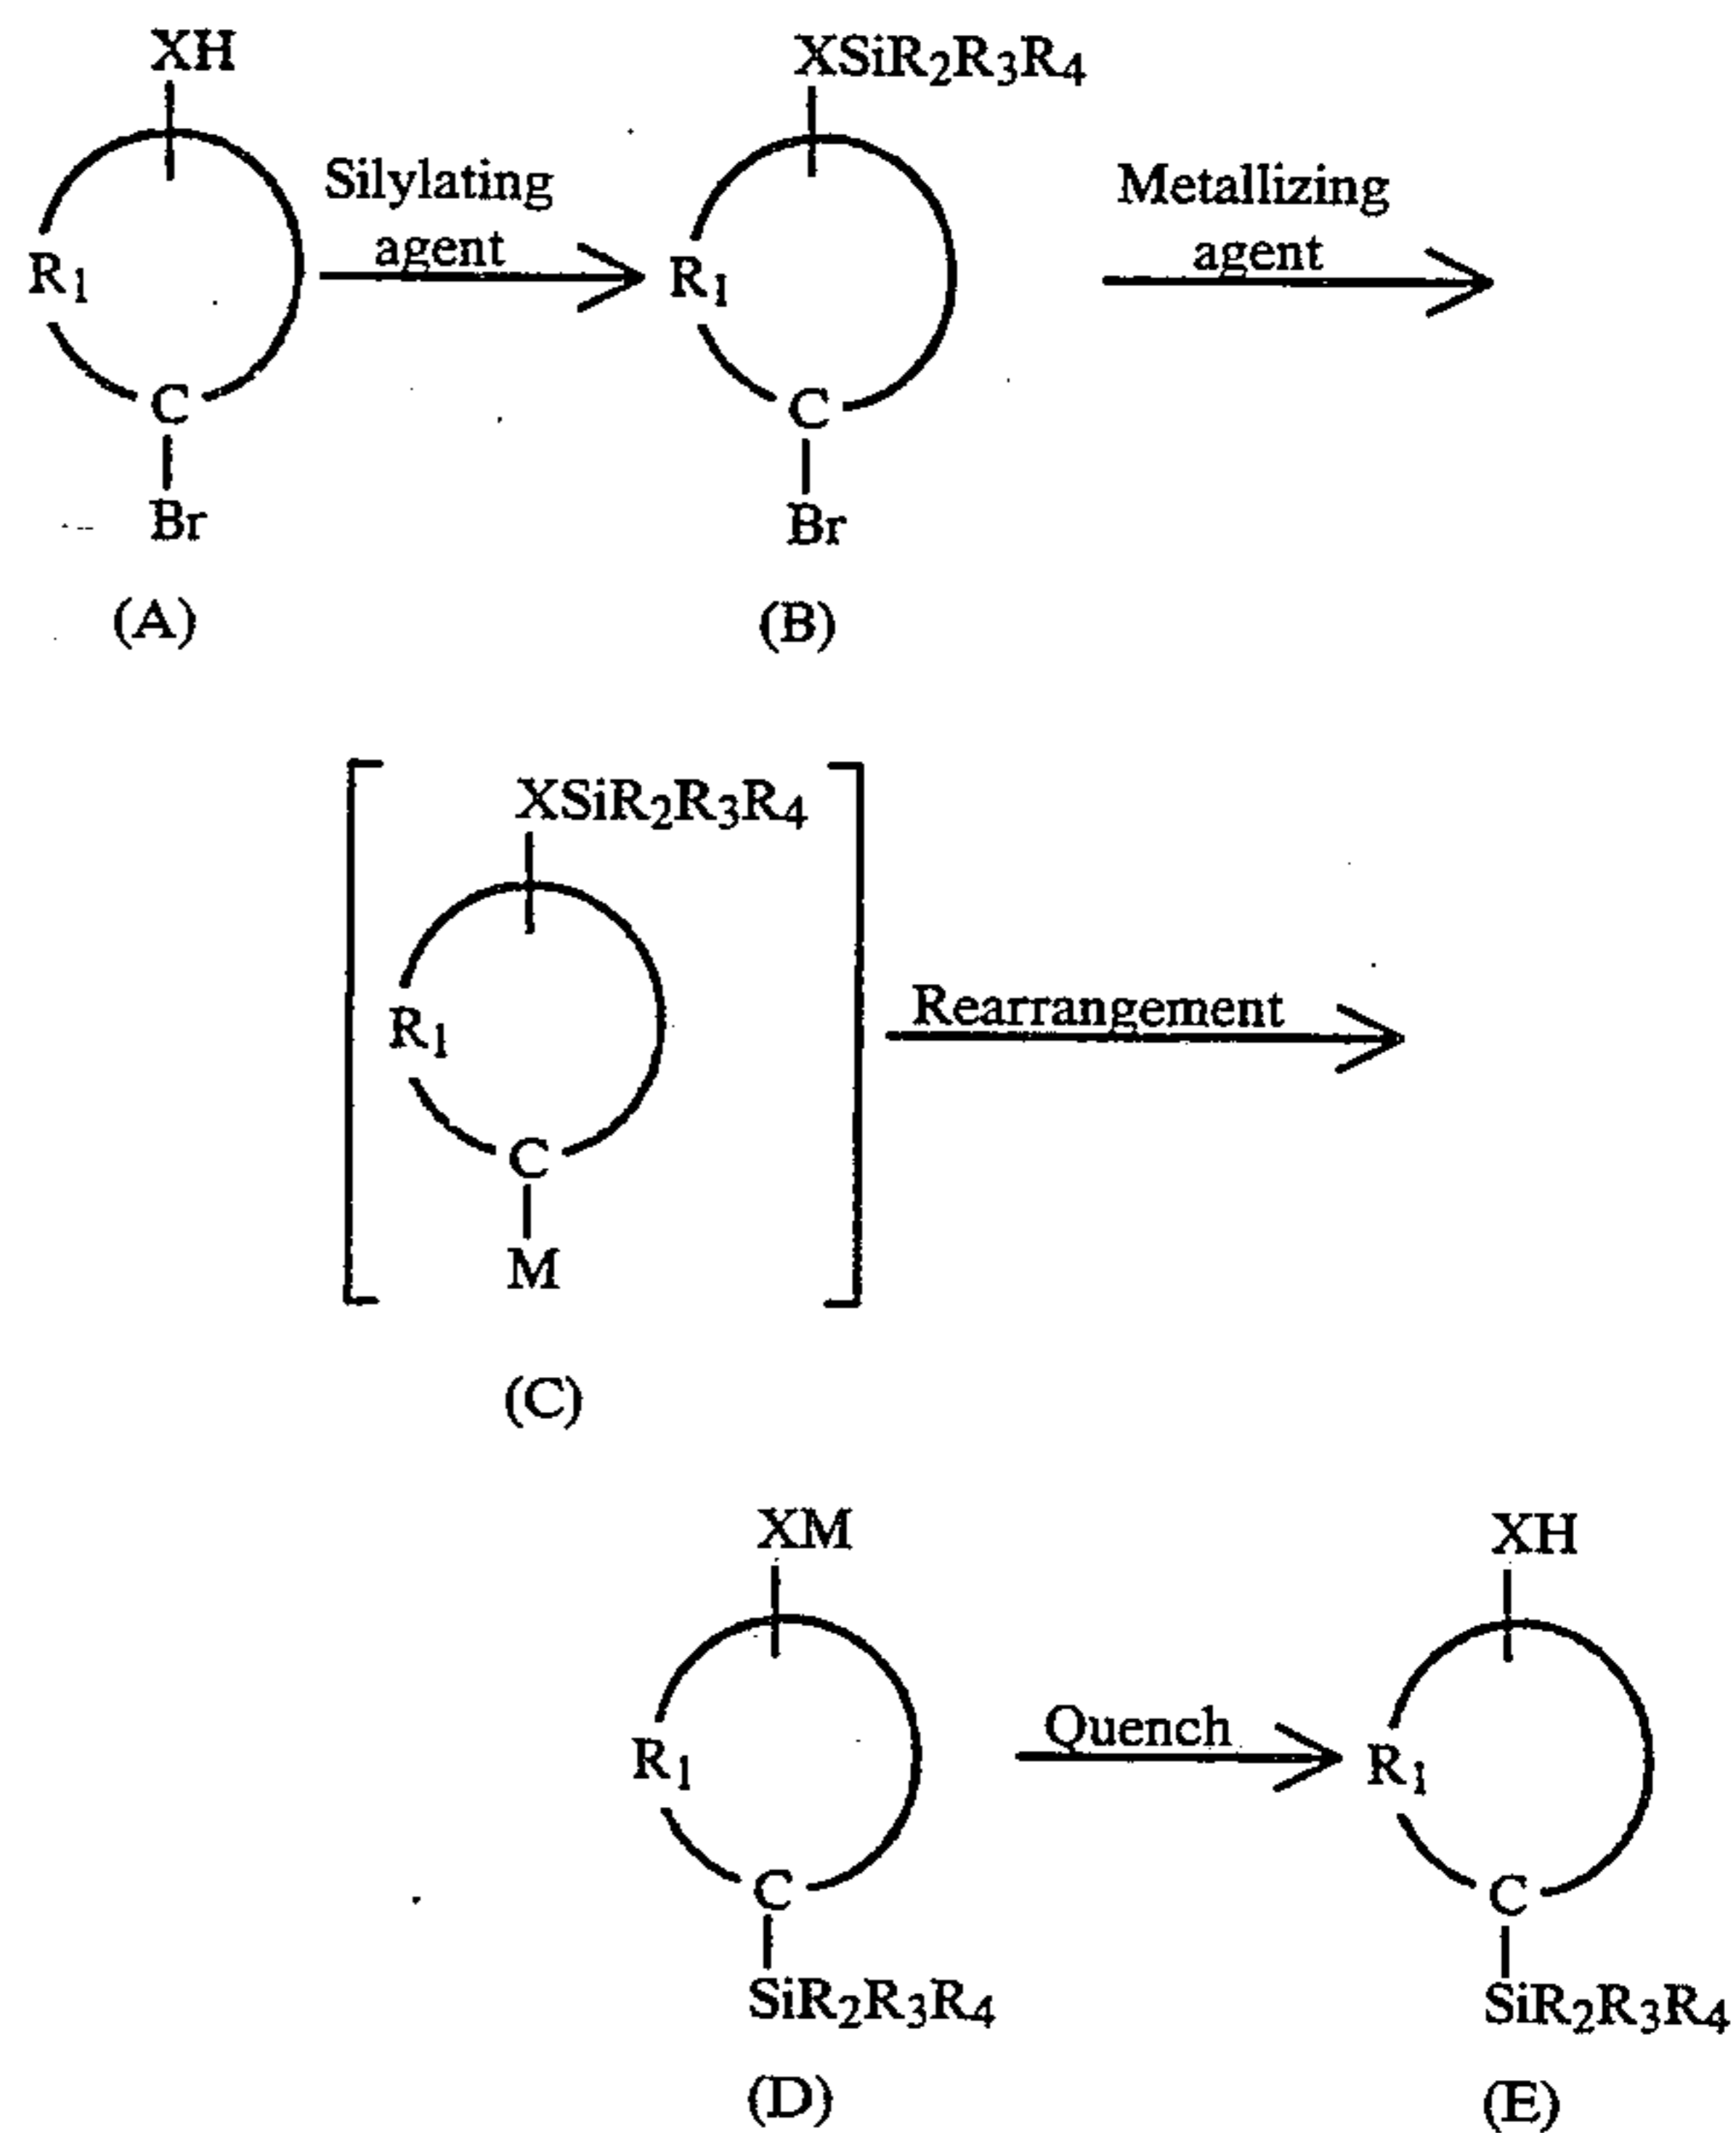 XH
XSiR₂R₃R₄
Silylating
agent
Metallizing
agent
R₁
R₁
C
C
Br
Br
(A)
(B)
XSiR₂R₃R₄
R₁
Rearrangement
C
M
(C)
XM
XH
Quench
R₁
R₁
C
C
SiR₂R₃R₄
SiR₂R₃R₄
(D)
(E)